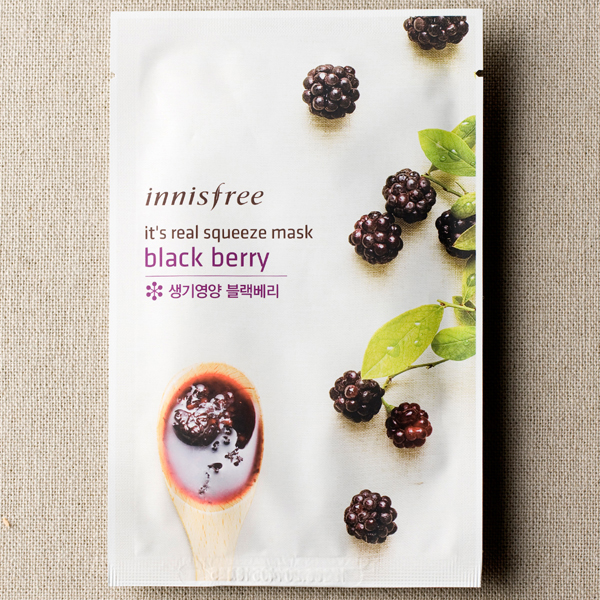 innisfree
it's real squeeze mask
black berry
생기영양 블랙베리